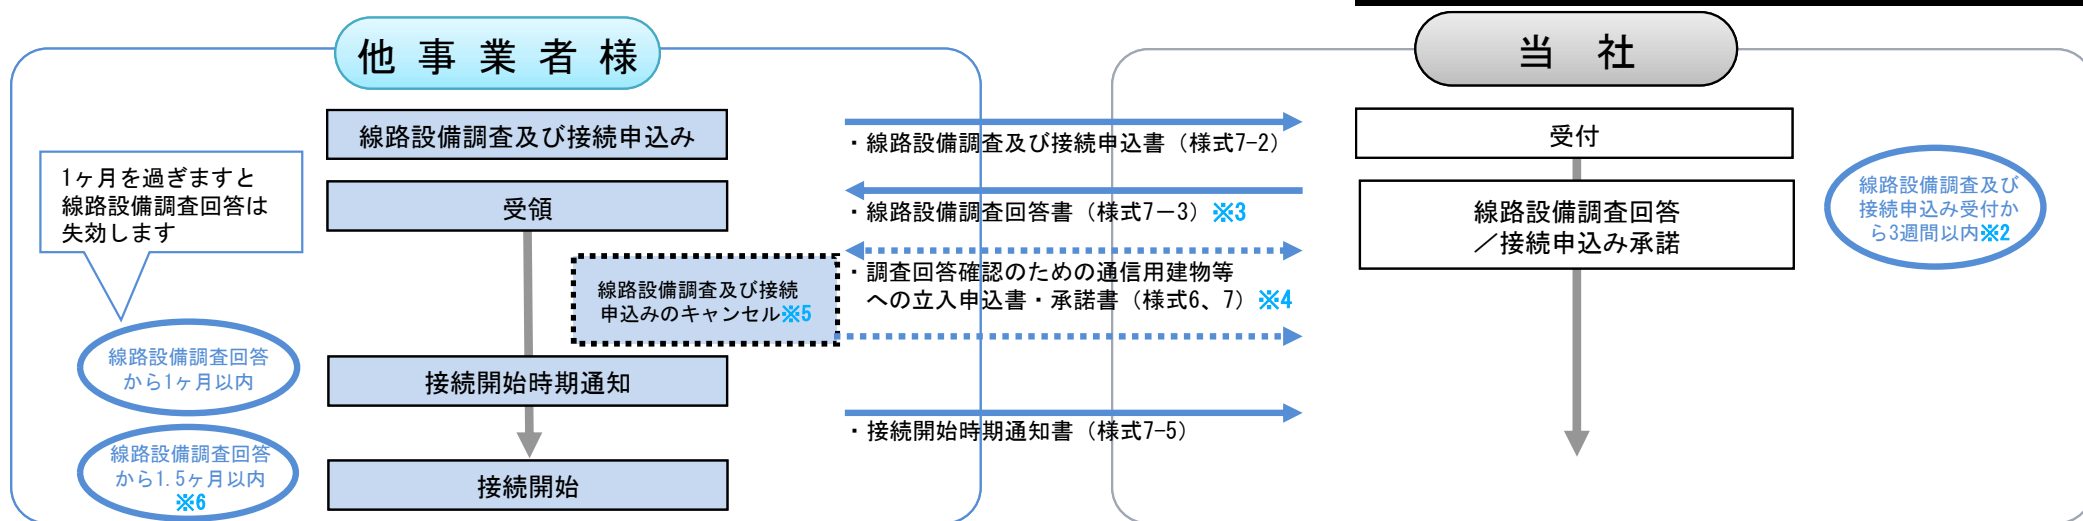 他事業者様
当社
線路設備調査及び接続申込み
・線路設備調査及び接続申込書（様式7-2）
受付
1ヶ月を過ぎますと
線路設備調査回答は
失効します
受領
・線路設備調査回答書（様式7－3）※3
線路設備調査回答
／接続申込み承諾
線路設備調査及び
接続申込み受付か
ら3週間以内※2
・調査回答確認のための通信用建物等
への立入申込書・承諾書（様式6、7）※4
線路設備調査及び接続
申込みのキャンセル※5
線路設備調査回答
から1ヶ月以内
接続開始時期通知
・接続開始時期通知書（様式7-5）
線路設備調査回答
から1.5ヶ月以内
※6
接続開始